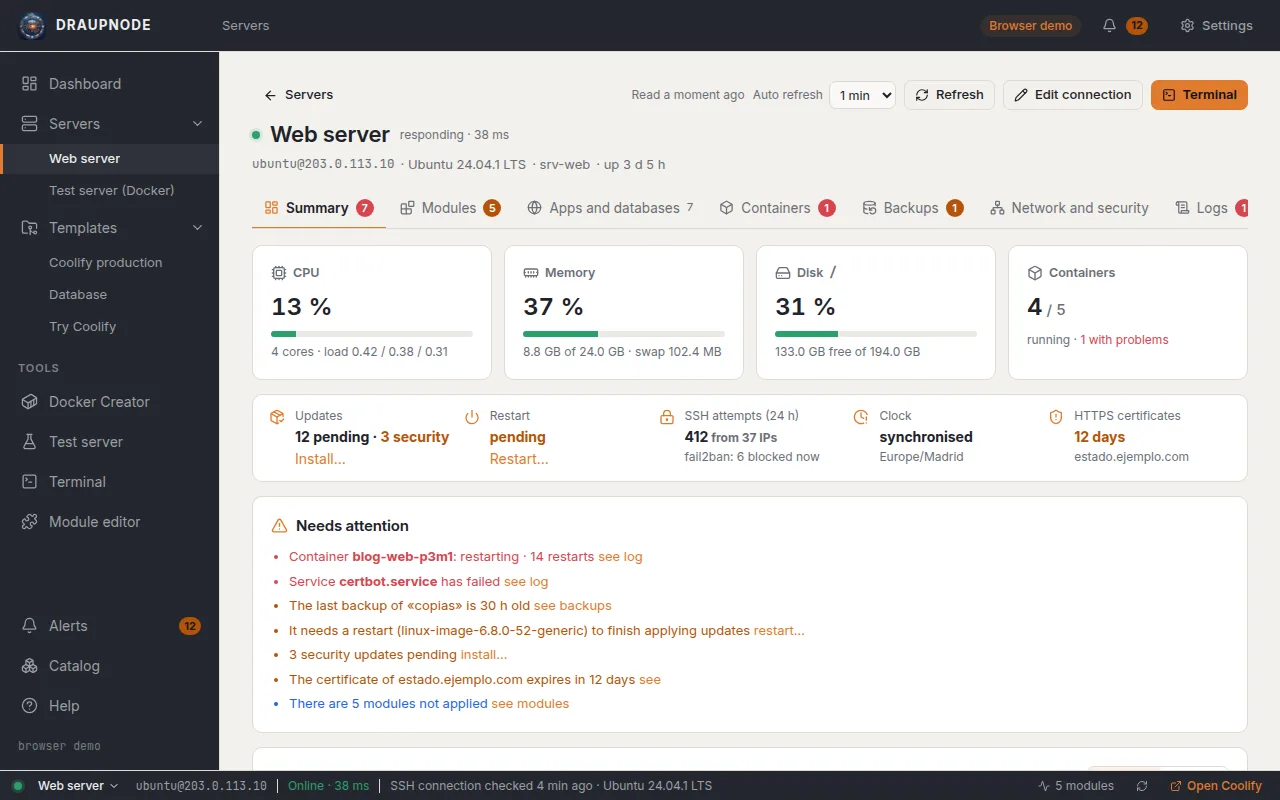 DRAUPNODE
Servers
Browser demo
12
Settings
Dashboard
Servers
Web server
Test server (Docker)
Templates
Coolify production
Database
Try Coolify
TOOLS
Docker Creator
Test server
Terminal
Module editor
Alerts 12
Catalog
Help
browser demo
Servers
Read a moment ago Auto refresh 1 min Refresh Edit connection Terminal
Web server responding · 38 ms
ubuntu@203.0.113.10 · Ubuntu 24.04.1 LTS · srv-web · up 3 d 5 h
Summary 7 Modules 5 Apps and databases 7 Containers 1 Backups 1 Network and security Logs 1
CPU
13 %
4 cores · load 0.42 / 0.38 / 0.31
Memory
37 %
8.8 GB of 24.0 GB · swap 102.4 MB
Disk /
31 %
133.0 GB free of 194.0 GB
Containers
4 / 5
running · 1 with problems
Updates
12 pending · 3 security
Install...
Restart
pending
Restart...
SSH attempts (24 h)
412 from 37 IPs
fail2ban: 6 blocked now
Clock
synchronised
Europe/Madrid
HTTPS certificates
12 days
estado.ejemplo.com
Needs attention
Container blog-web-p3m1: restarting · 14 restarts see log
Service certbot.service has failed see log
The last backup of «copias» is 30 h old see backups
It needs a restart (linux-image-6.8.0-52-generic) to finish applying updates restart...
3 security updates pending install...
The certificate of estado.ejemplo.com expires in 12 days see
There are 5 modules not applied see modules
Web server ubuntu@203.0.113.10 Online · 38 ms SSH connection checked 4 min ago · Ubuntu 24.04.1 LTS 5 modules Open Coolify